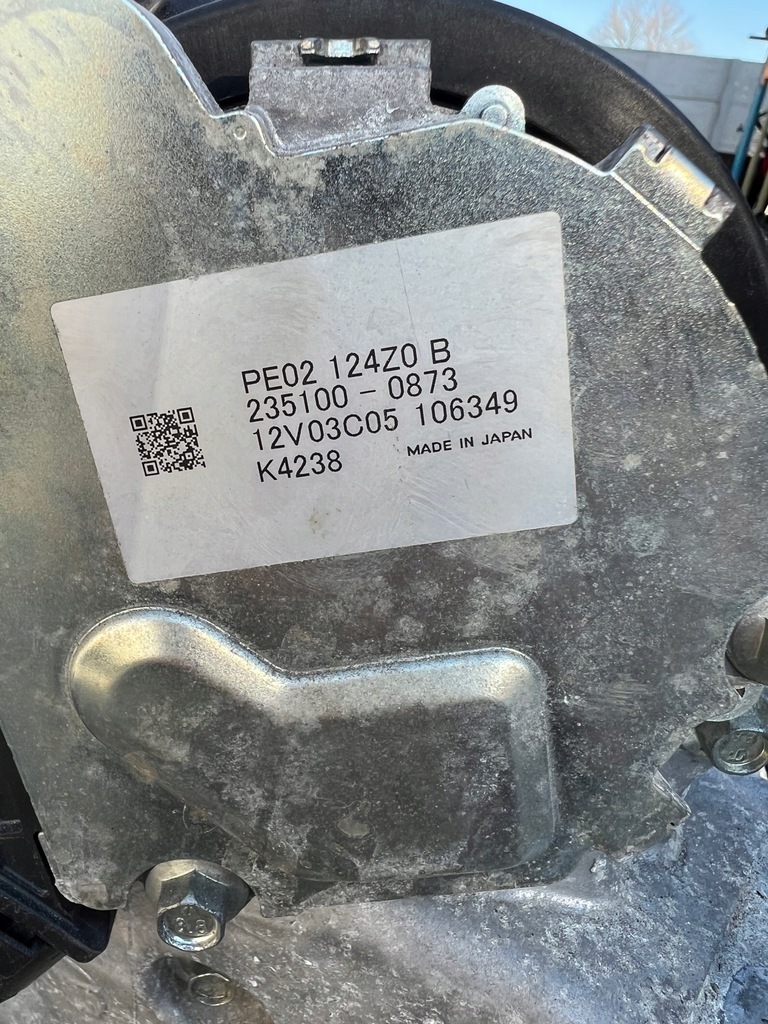 PE02 124Z0 B
235100-0873
12V03C05 106349
K4238
MADE IN JAPAN